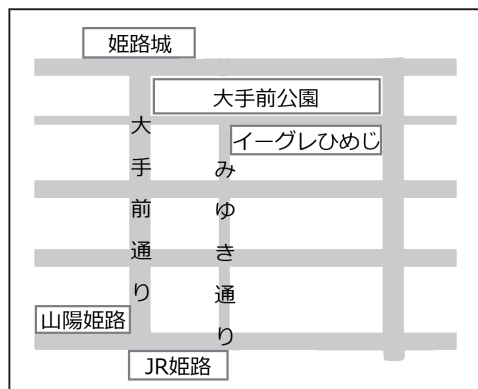 姫路城
大手前公園
イーグレひめじ
大手前通り
みゆき通り
山陽姫路
JR姫路